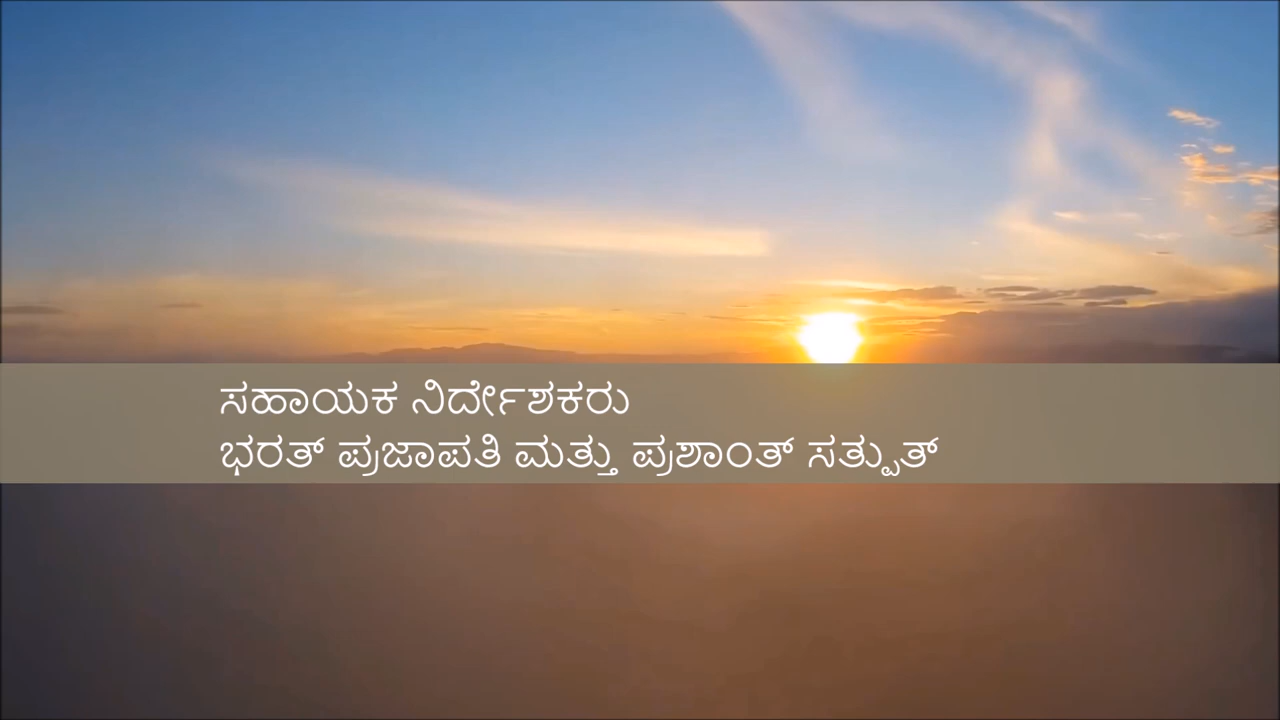 ಸಹಾಯಕ ನಿರ್ದೇಶಕರು
ಭರತ್ ಪ್ರಜಾಪತಿ ಮತ್ತು ಪ್ರಶಾಂತ್ ಸತ್ಪುತ್